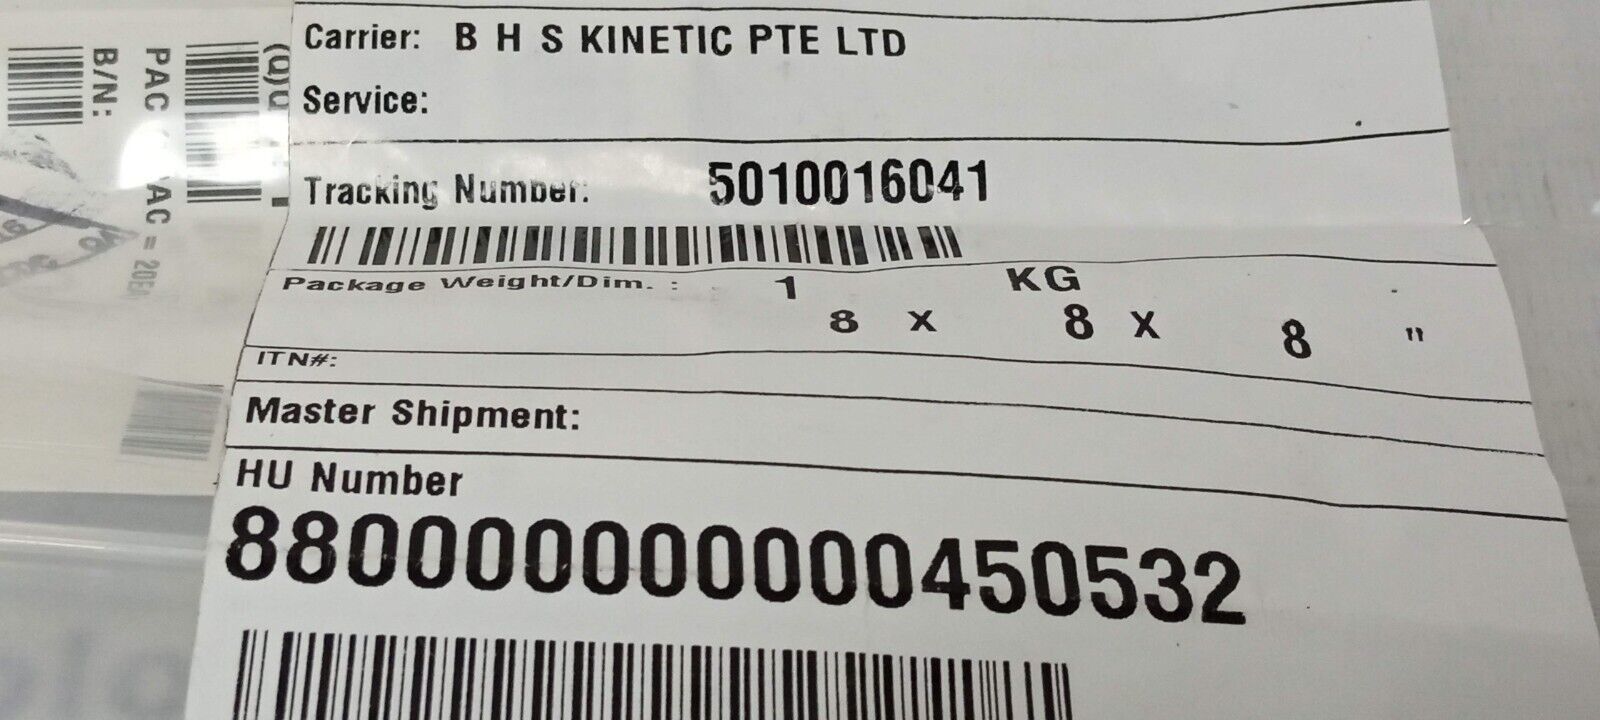 Carrier: B H S KINETIC PTE LTD
Service:
Tracking Number: 5010016041
Package Weight/Dim. : 1 KG
8 X 8 X 8 "
ITN#:
Master Shipment:
HU Number
880000000000450532
B/N:
= 20EA